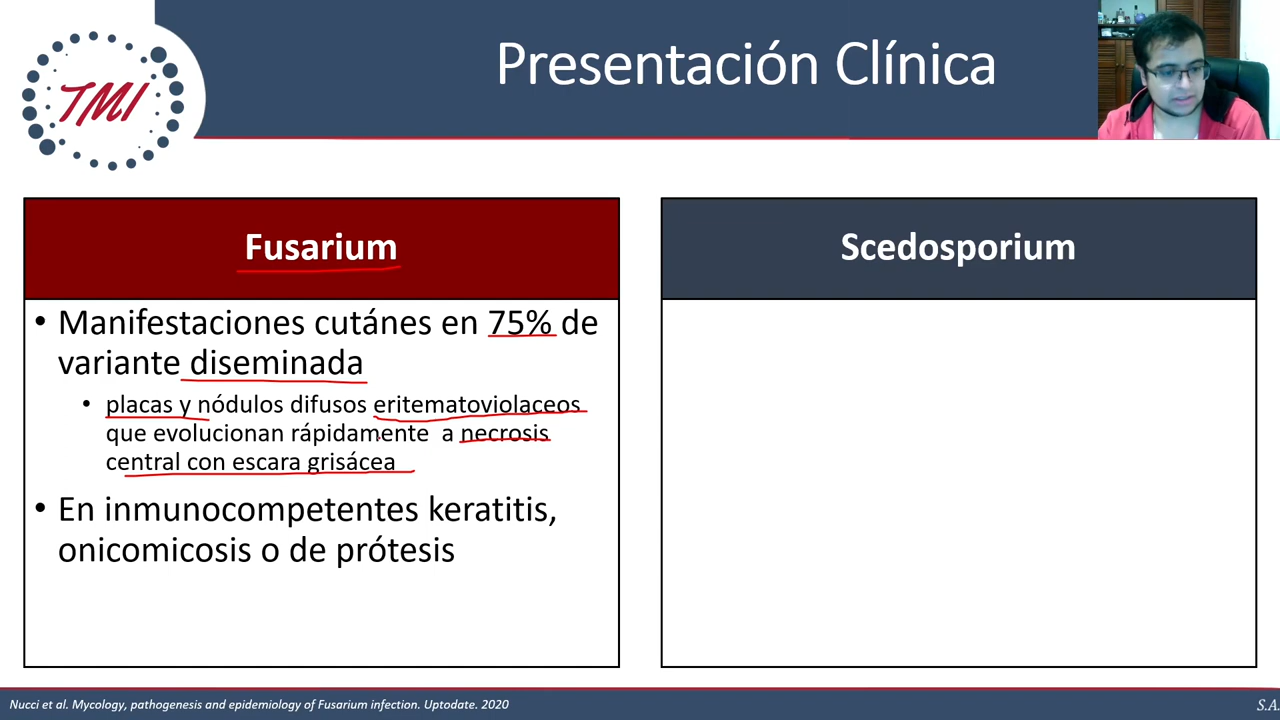 Presentación Clínica
TMI
Fusarium
Scedosporium
• Manifestaciones cutánes en 75% de
variante diseminada
• placas y nódulos difusos eritematoviolaceos
que evolucionan rápidamente a necrosis
central con escara grisácea
• En inmunocompetentes keratitis,
onicomicosis o de prótesis
Nucci et al. Mycology, pathogenesis and epidemiology of Fusarium infection. Uptodate. 2020
S.A.